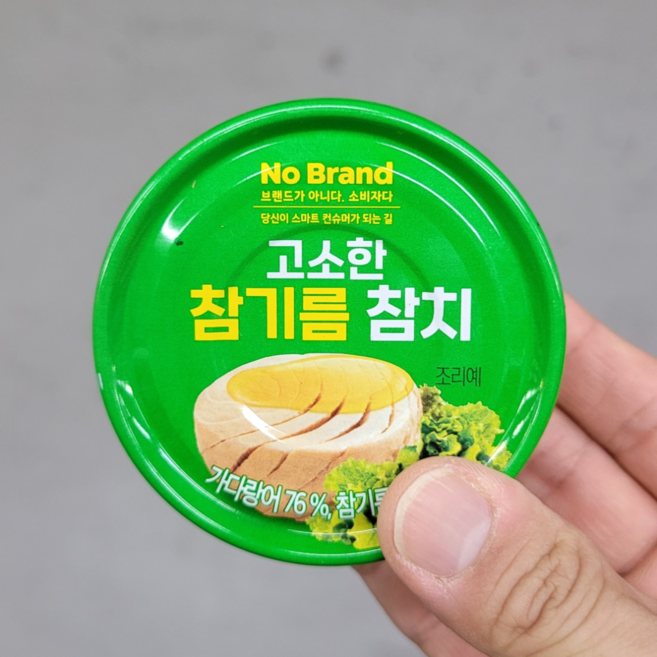 No Brand
브랜드가 아니다. 소비자다
당신이 스마트 컨슈머가 되는 길
고소한
참기름 참치
조리예
가다랑어 76 %, 참기